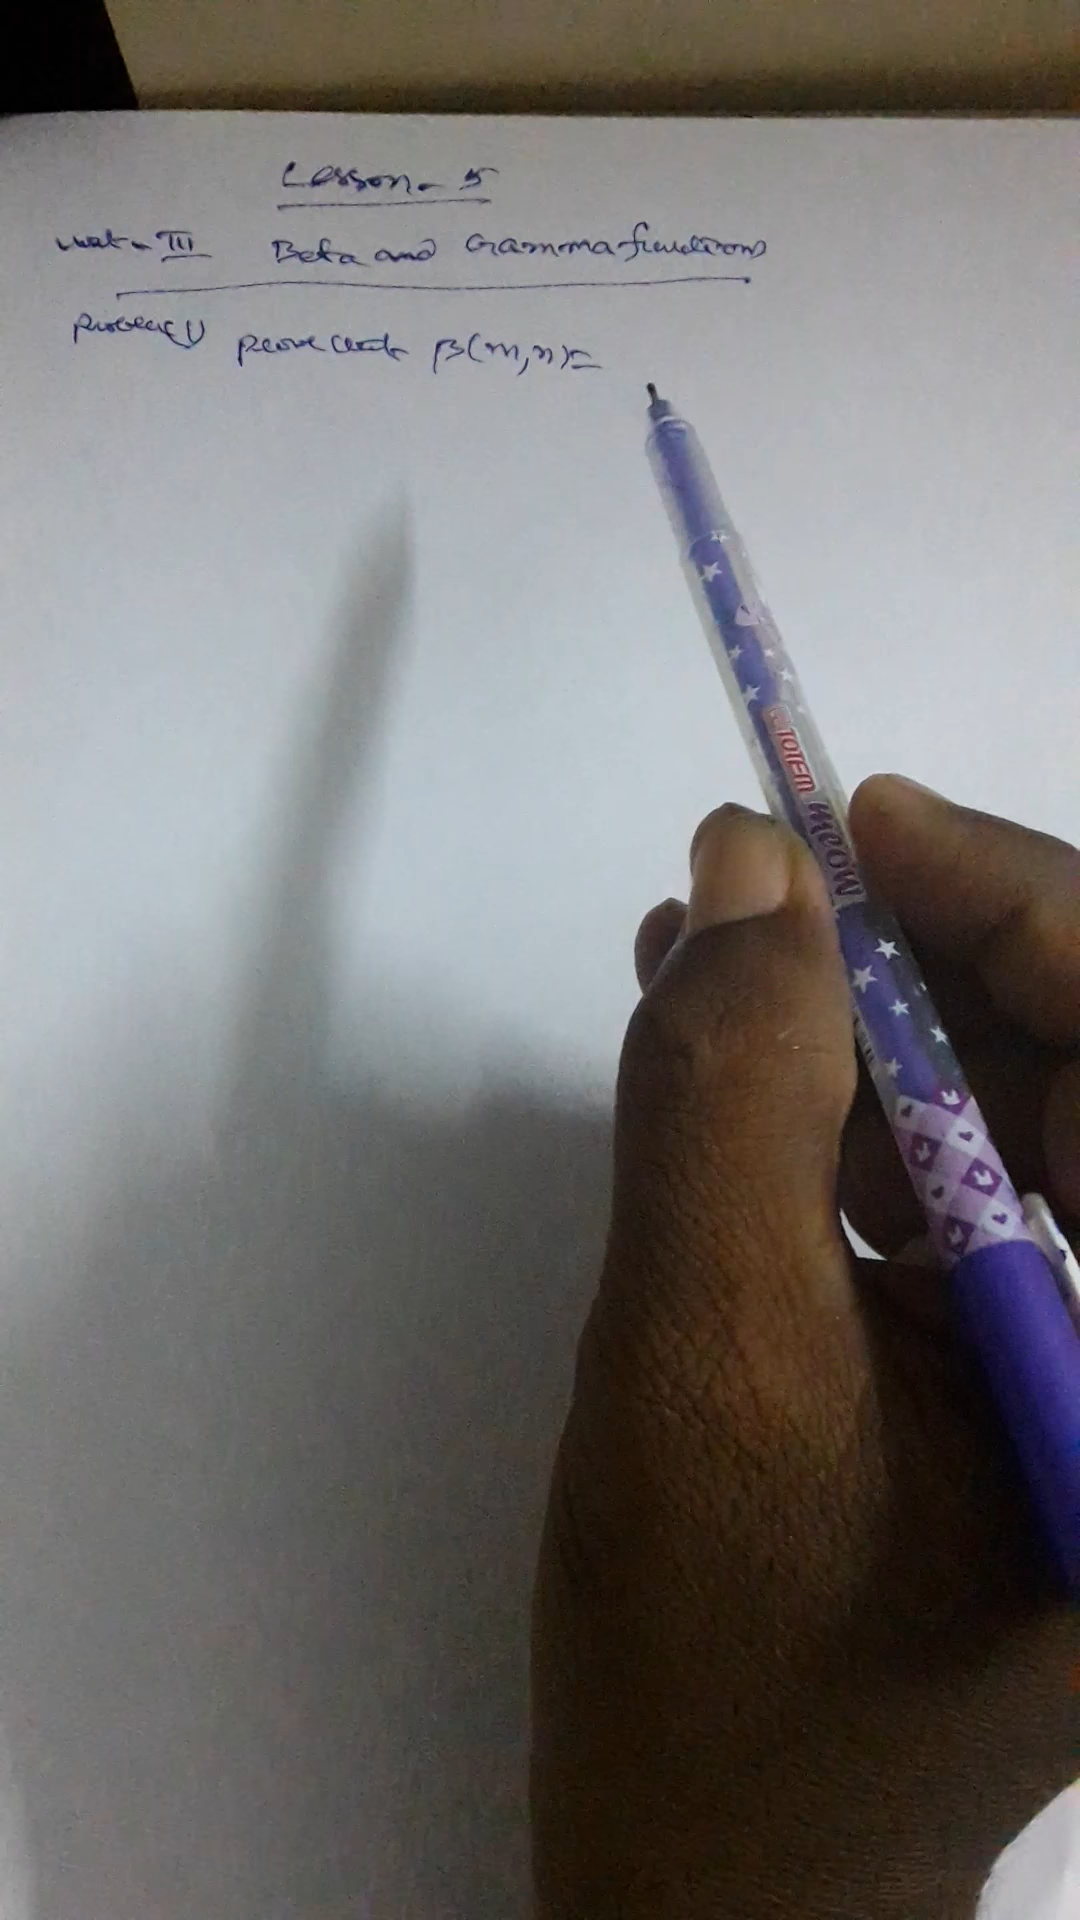 Lesson - 5
Unit - III Beta and Gamma functions
Problem 1) prove that β(m,n)=
TOTEM
Meow